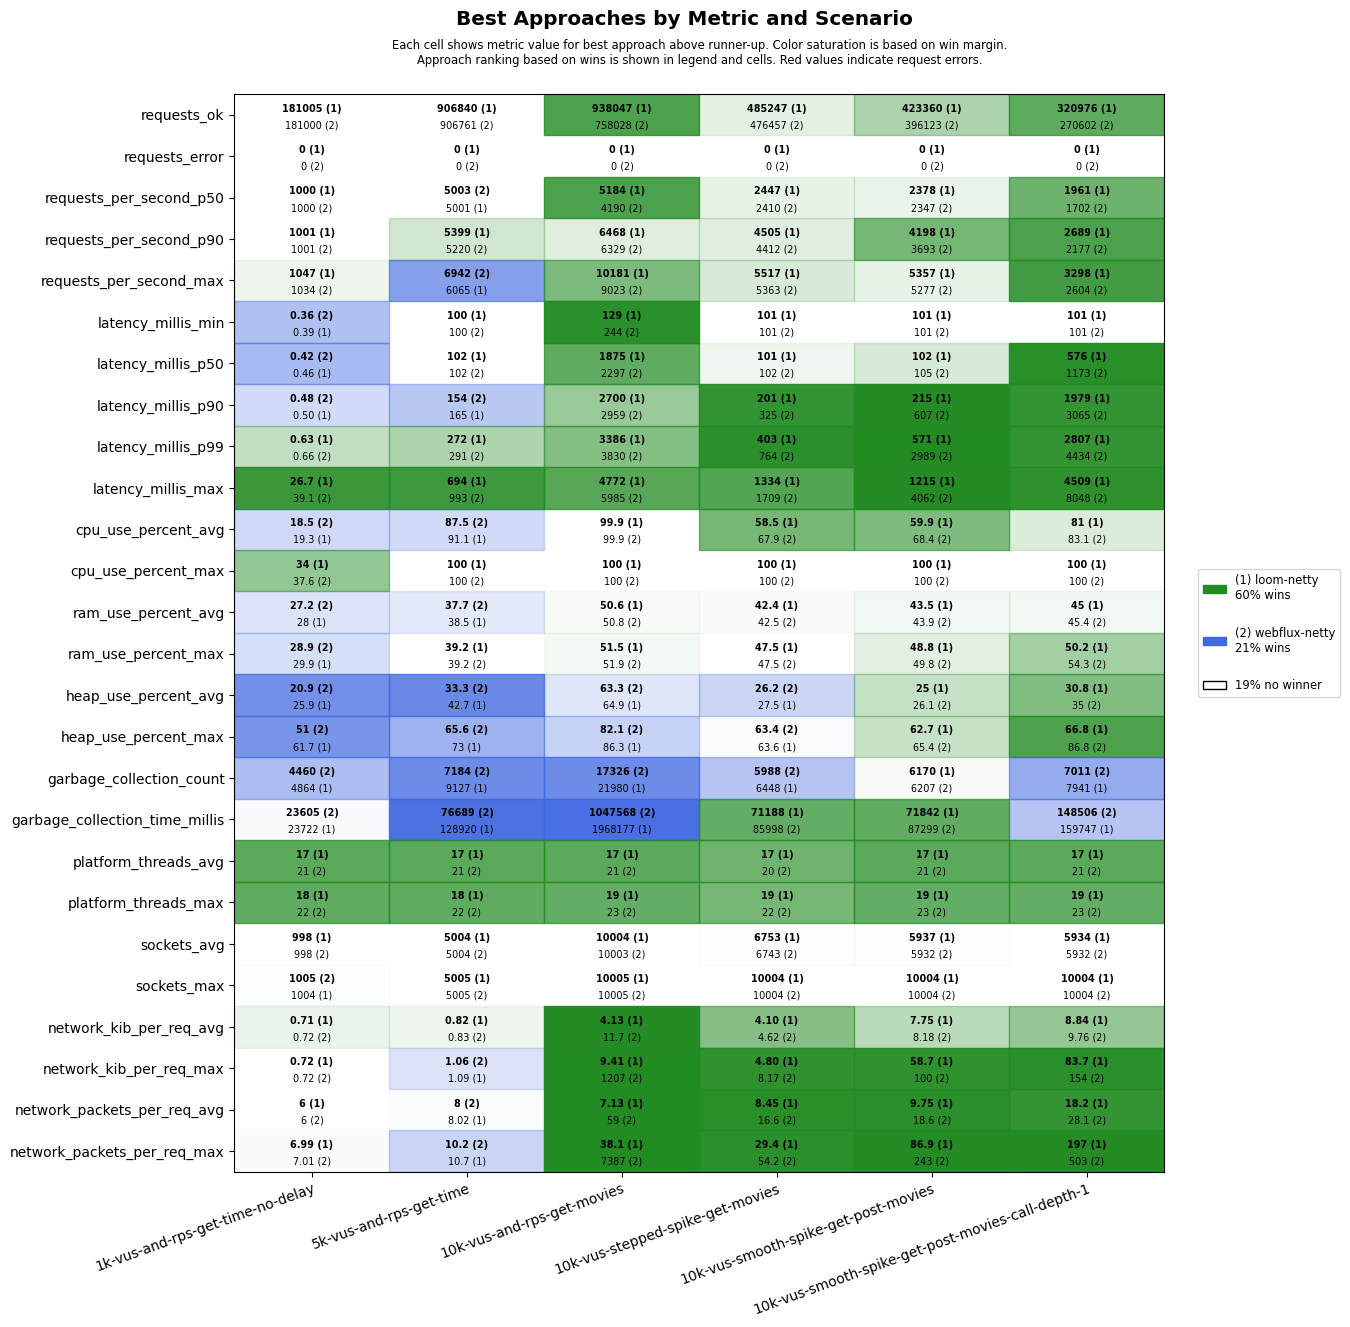 Best Approaches by Metric and Scenario
Each cell shows metric value for best approach above runner-up. Color saturation is based on win margin.
Approach ranking based on wins is shown in legend and cells. Red values indicate request errors.
requests_ok
181005 (1) 906840 (1) 938047 (1) 485247 (1) 423360 (1) 320976 (1)
181000 (2) 906761 (2) 758028 (2) 476457 (2) 396123 (2) 270602 (2)
requests_error
0 (1) 0 (1) 0 (1) 0 (1) 0 (1) 0 (1)
0 (2) 0 (2) 0 (2) 0 (2) 0 (2) 0 (2)
requests_per_second_p50
1000 (1) 5003 (2) 5184 (1) 2447 (1) 2378 (1) 1961 (1)
1000 (2) 5001 (1) 4190 (2) 2410 (2) 2347 (2) 1702 (2)
requests_per_second_p90
1001 (1) 5399 (1) 6468 (1) 4505 (1) 4198 (1) 2689 (1)
1001 (2) 5220 (2) 6329 (2) 4412 (2) 3693 (2) 2177 (2)
requests_per_second_max
1047 (1) 6942 (2) 10181 (1) 5517 (1) 5357 (1) 3298 (1)
1034 (2) 6065 (1) 9023 (2) 5363 (2) 5277 (2) 2604 (2)
latency_millis_min
0.36 (2) 100 (1) 129 (1) 101 (1) 101 (1) 101 (1)
0.39 (1) 100 (2) 244 (2) 101 (2) 101 (2) 101 (2)
latency_millis_p50
0.42 (2) 102 (1) 1875 (1) 101 (1) 102 (1) 576 (1)
0.46 (1) 102 (2) 2297 (2) 102 (2) 105 (2) 1173 (2)
latency_millis_p90
0.48 (2) 154 (2) 2700 (1) 201 (1) 215 (1) 1979 (1)
0.50 (1) 165 (1) 2959 (2) 325 (2) 607 (2) 3065 (2)
latency_millis_p99
0.63 (1) 272 (1) 3386 (1) 403 (1) 571 (1) 2807 (1)
0.66 (2) 291 (2) 3830 (2) 764 (2) 2989 (2) 4434 (2)
latency_millis_max
26.7 (1) 694 (1) 4772 (1) 1334 (1) 1215 (1) 4509 (1)
39.1 (2) 993 (2) 5985 (2) 1709 (2) 4062 (2) 8048 (2)
cpu_use_percent_avg
18.5 (2) 87.5 (2) 99.9 (1) 58.5 (1) 59.9 (1) 81 (1)
19.3 (1) 91.1 (1) 99.9 (2) 67.9 (2) 68.4 (2) 83.1 (2)
cpu_use_percent_max
34 (1) 100 (1) 100 (1) 100 (1) 100 (1) 100 (1)
37.6 (2) 100 (2) 100 (2) 100 (2) 100 (2) 100 (2)
ram_use_percent_avg
27.2 (2) 37.7 (2) 50.6 (1) 42.4 (1) 43.5 (1) 45 (1)
28 (1) 38.5 (1) 50.8 (2) 42.5 (2) 43.9 (2) 45.4 (2)
ram_use_percent_max
28.9 (2) 39.2 (1) 51.5 (1) 47.5 (1) 48.8 (1) 50.2 (1)
29.9 (1) 39.2 (2) 51.9 (2) 47.5 (2) 49.8 (2) 54.3 (2)
heap_use_percent_avg
20.9 (2) 33.3 (2) 63.3 (2) 26.2 (2) 25 (1) 30.8 (1)
25.9 (1) 42.7 (1) 64.9 (1) 27.5 (1) 26.1 (2) 35 (2)
heap_use_percent_max
51 (2) 65.6 (2) 82.1 (2) 63.4 (2) 62.7 (1) 66.8 (1)
61.7 (1) 73 (1) 86.3 (1) 63.6 (1) 65.4 (2) 86.8 (2)
garbage_collection_count
4460 (2) 7184 (2) 17326 (2) 5988 (2) 6170 (1) 7011 (2)
4864 (1) 9127 (1) 21980 (1) 6448 (1) 6207 (2) 7941 (1)
garbage_collection_time_millis
23605 (2) 76689 (2) 1047568 (2) 71188 (1) 71842 (1) 148506 (2)
23722 (1) 128920 (1) 1968177 (1) 85998 (2) 87299 (2) 159747 (1)
platform_threads_avg
17 (1) 17 (1) 17 (1) 17 (1) 17 (1) 17 (1)
21 (2) 21 (2) 21 (2) 20 (2) 21 (2) 21 (2)
platform_threads_max
18 (1) 18 (1) 19 (1) 19 (1) 19 (1) 19 (1)
22 (2) 22 (2) 23 (2) 22 (2) 23 (2) 23 (2)
sockets_avg
998 (1) 5004 (1) 10004 (1) 6753 (1) 5937 (1) 5934 (1)
998 (2) 5004 (2) 10003 (2) 6743 (2) 5932 (2) 5932 (2)
sockets_max
1005 (2) 5005 (1) 10005 (1) 10004 (1) 10004 (1) 10004 (1)
1004 (1) 5005 (2) 10005 (2) 10004 (2) 10004 (2) 10004 (2)
network_kib_per_req_avg
0.71 (1) 0.82 (1) 4.13 (1) 4.10 (1) 7.75 (1) 8.84 (1)
0.72 (2) 0.83 (2) 11.7 (2) 4.62 (2) 8.18 (2) 9.76 (2)
network_kib_per_req_max
0.72 (1) 1.06 (2) 9.41 (1) 4.80 (1) 58.7 (1) 83.7 (1)
0.72 (2) 1.09 (1) 1207 (2) 8.17 (2) 100 (2) 154 (2)
network_packets_per_req_avg
6 (1) 8 (2) 7.13 (1) 8.45 (1) 9.75 (1) 18.2 (1)
6 (2) 8.02 (1) 59 (2) 16.6 (2) 18.6 (2) 28.1 (2)
network_packets_per_req_max
6.99 (1) 10.2 (2) 38.1 (1) 29.4 (1) 86.9 (1) 197 (1)
7.01 (2) 10.7 (1) 7387 (2) 54.2 (2) 243 (2) 503 (2)
1k-vus-and-rps-get-time-no-delay
5k-vus-and-rps-get-time
10k-vus-and-rps-get-movies
10k-vus-stepped-spike-get-movies
10k-vus-smooth-spike-get-post-movies
10k-vus-smooth-spike-get-post-movies-call-depth-1
(1) loom-netty
60% wins
(2) webflux-netty
21% wins
19% no winner